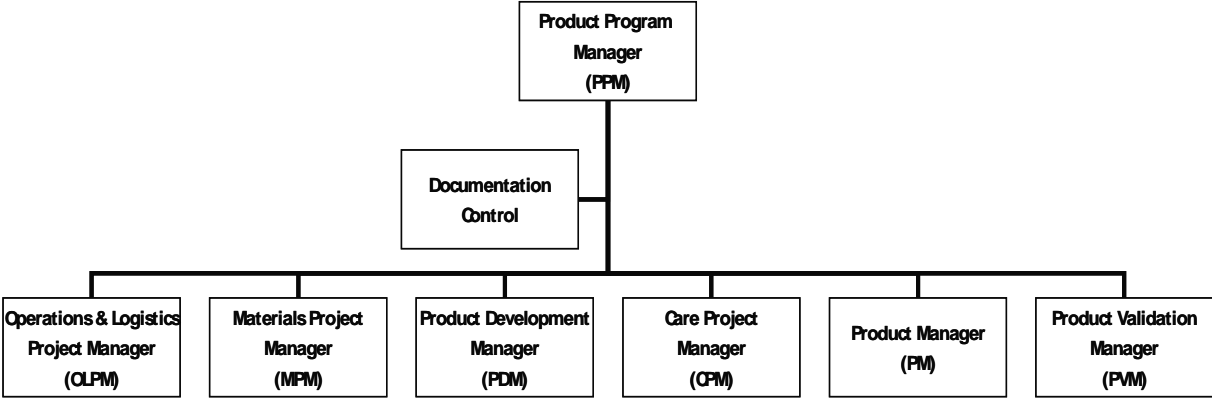 Product Program
Manager
(PPM)
Documentation
Control
Operations & Logistics
Project Manager
(OLPM)
Materials Project
Manager
(MPM)
Product Development
Manager
(PDM)
Care Project
Manager
(CPM)
Product Manager
(PM)
Product Validation
Manager
(PVM)